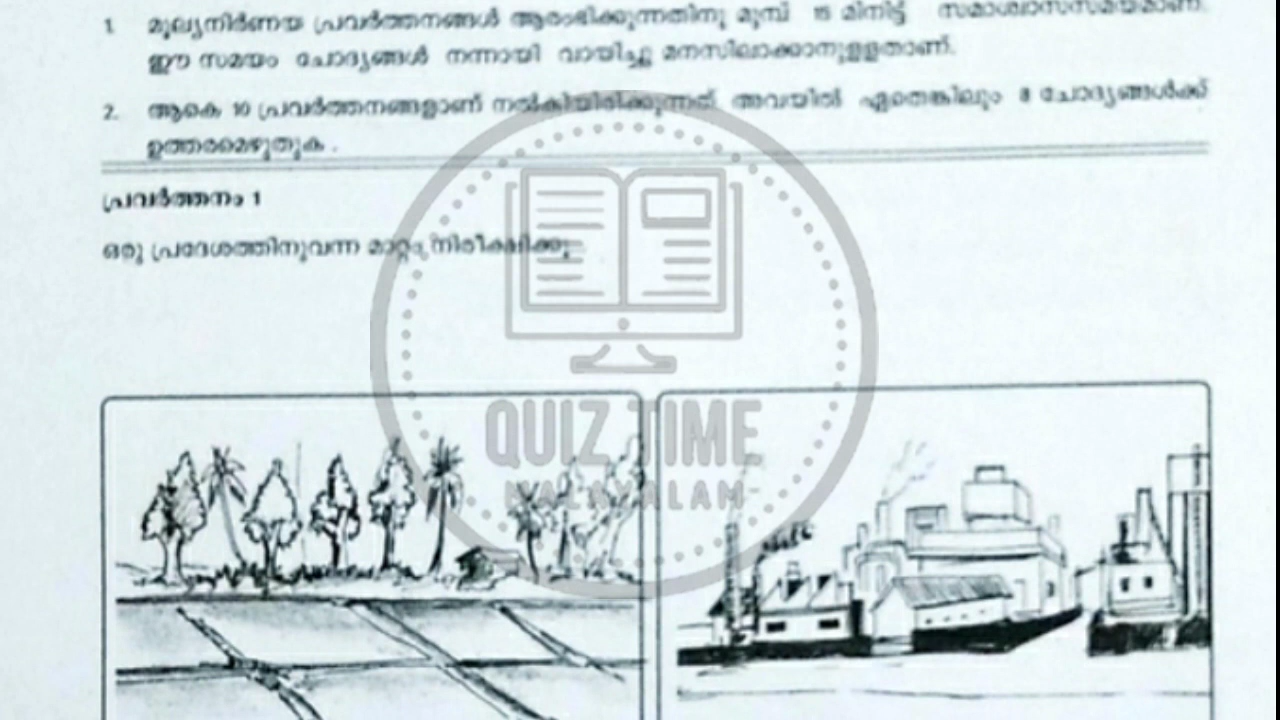 1. മൂല്യനിർണയ പ്രവർത്തനങ്ങൾ ആരംഭിക്കുന്നതിനു മുമ്പ് 15 മിനിട്ട് സമാശ്വാസസമയമാണ്.
ഈ സമയം ചോദ്യങ്ങൾ നന്നായി വായിച്ചു മനസിലാക്കാനുള്ളതാണ്.
2. ആകെ 10 പ്രവർത്തനങ്ങളാണ് നൽകിയിരിക്കുന്നത് അവയിൽ ഏതെങ്കിലും 8 ചോദ്യങ്ങൾക്ക്
ഉത്തരമെഴുതുക .
പ്രവർത്തനം 1
ഒരു പ്രദേശത്തിനുവന്ന മാറ്റം നിരീക്ഷിക്കൂ
QUIZ TIME
MALAYALAM